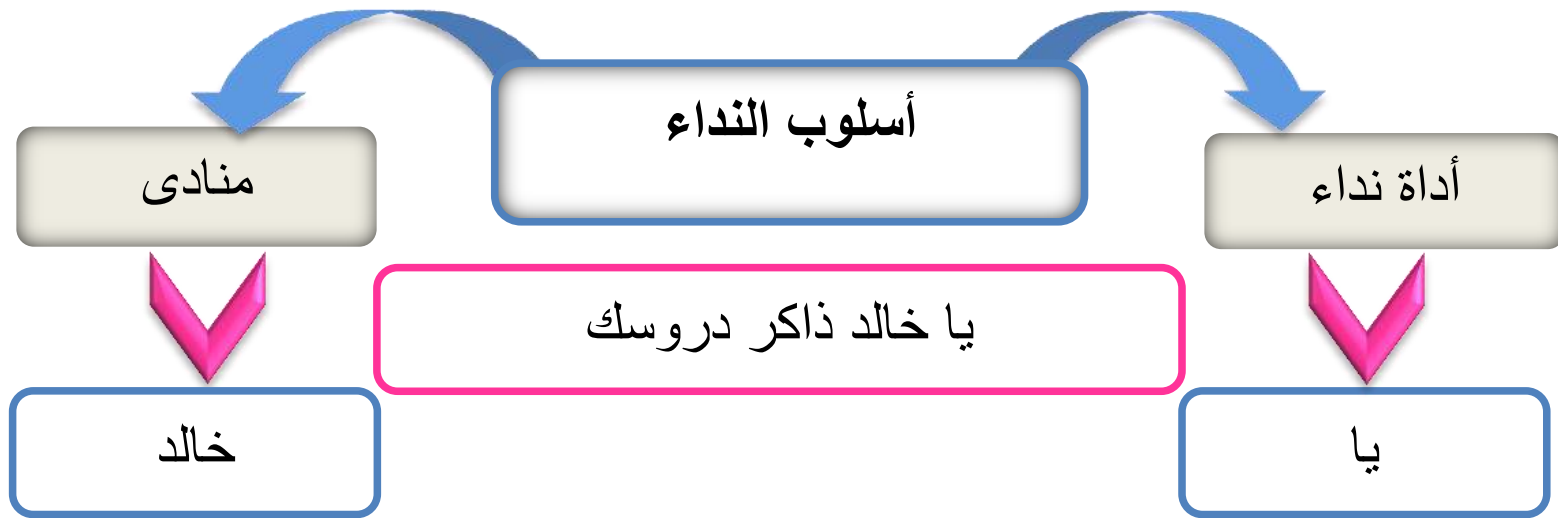 أسلوب النداء
أداة نداء
منادى
يا خالد ذاكر دروسك
يا
خالد